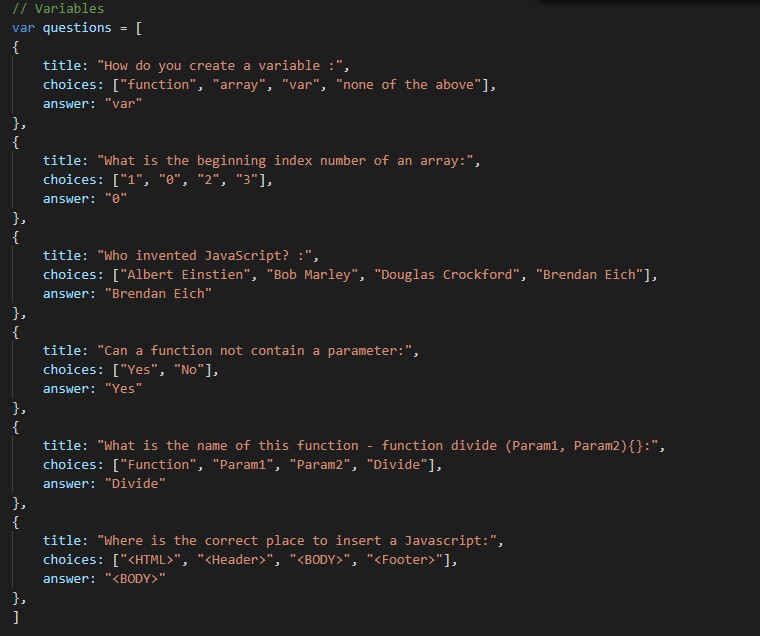 // Variables
var questions = [
{
    title: "How do you create a variable :",
    choices: ["function", "array", "var", "none of the above"],
    answer: "var"
},
{
    title: "What is the beginning index number of an array:",
    choices: ["1", "0", "2", "3"],
    answer: "0"
},
{
    title: "Who invented JavaScript? :",
    choices: ["Albert Einstien", "Bob Marley", "Douglas Crockford", "Brendan Eich"],
    answer: "Brendan Eich"
},
{
    title: "Can a function not contain a parameter:",
    choices: ["Yes", "No"],
    answer: "Yes"
},
{
    title: "What is the name of this function - function divide (Param1, Param2){}:",
    choices: ["Function", "Param1", "Param2", "Divide"],
    answer: "Divide"
},
{
    title: "Where is the correct place to insert a Javascript:",
    choices: ["<HTML>", "<Header>", "<BODY>", "<Footer>"],
    answer: "<BODY>"
},
]